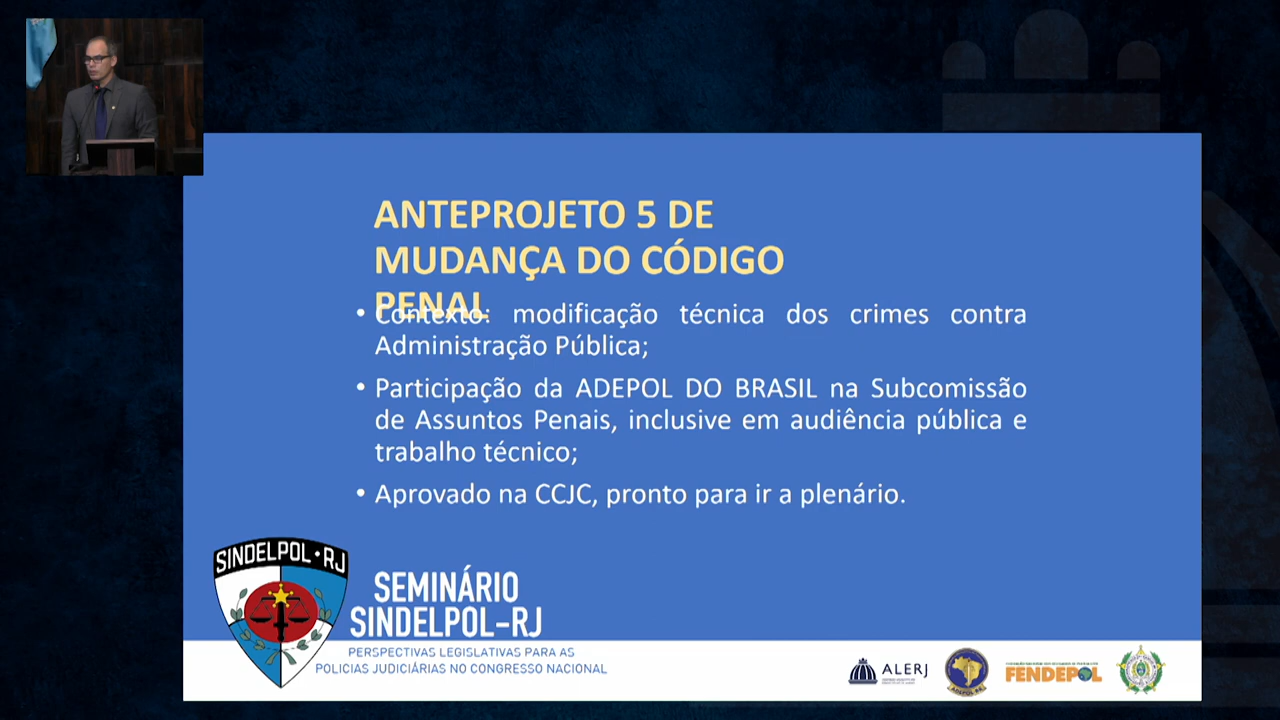 ANTEPROJETO 5 DE
MUDANÇA DO CÓDIGO
PENAL
• Contexto: modificação técnica dos crimes contra
Administração Pública;
• Participação da ADEPOL DO BRASIL na Subcomissão
de Assuntos Penais, inclusive em audiência pública e
trabalho técnico;
• Aprovado na CCJC, pronto para ir a plenário.
SINDELPOL • RJ
SEMINÁRIO
SINDELPOL-RJ
PERSPECTIVAS LEGISLATIVAS PARA AS
POLICIAS JUDICIÁRIAS NO CONGRESSO NACIONAL
ALERJ
FENDEPOL